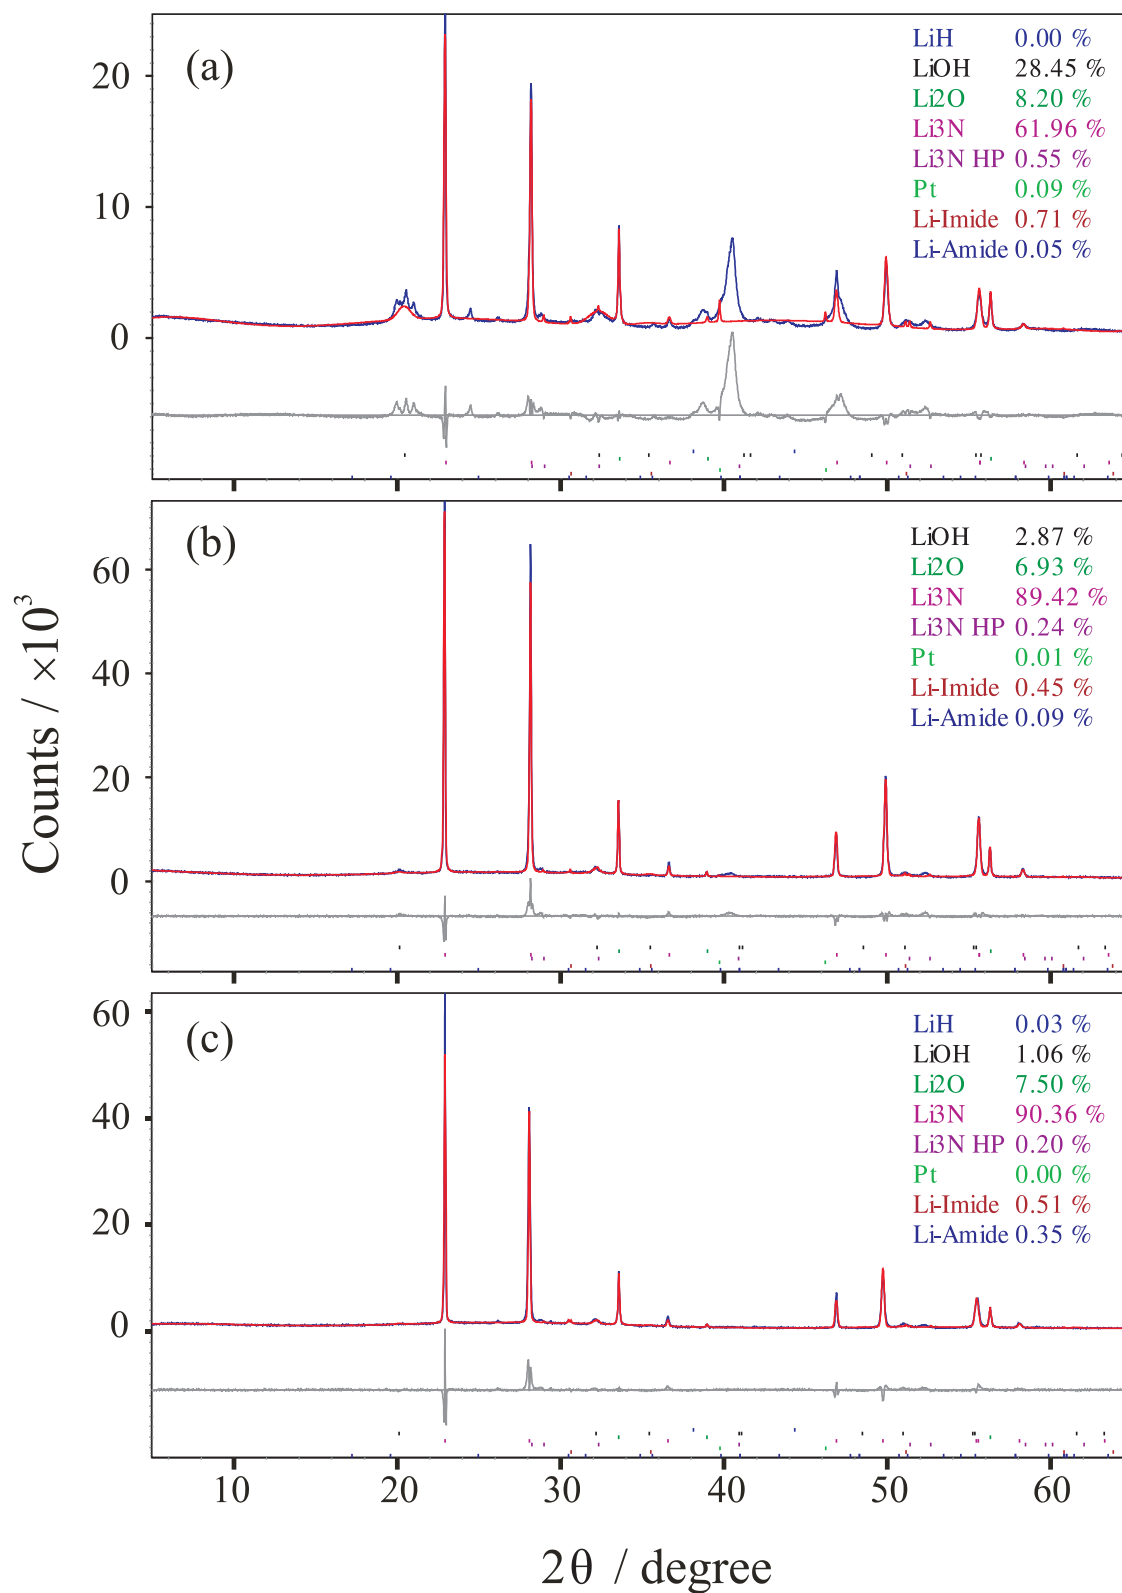 (a)
20
10
0
LiH 0.00 %
LiOH 28.45 %
Li2O 8.20 %
Li3N 61.96 %
Li3N HP 0.55 %
Pt 0.09 %
Li-Imide 0.71 %
Li-Amide 0.05 %
(b)
60
40
20
0
LiOH 2.87 %
Li2O 6.93 %
Li3N 89.42 %
Li3N HP 0.24 %
Pt 0.01 %
Li-Imide 0.45 %
Li-Amide 0.09 %
Counts / ×10³
(c)
60
40
20
0
LiH 0.03 %
LiOH 1.06 %
Li2O 7.50 %
Li3N 90.36 %
Li3N HP 0.20 %
Pt 0.00 %
Li-Imide 0.51 %
Li-Amide 0.35 %
10 20 30 40 50 60
2θ / degree